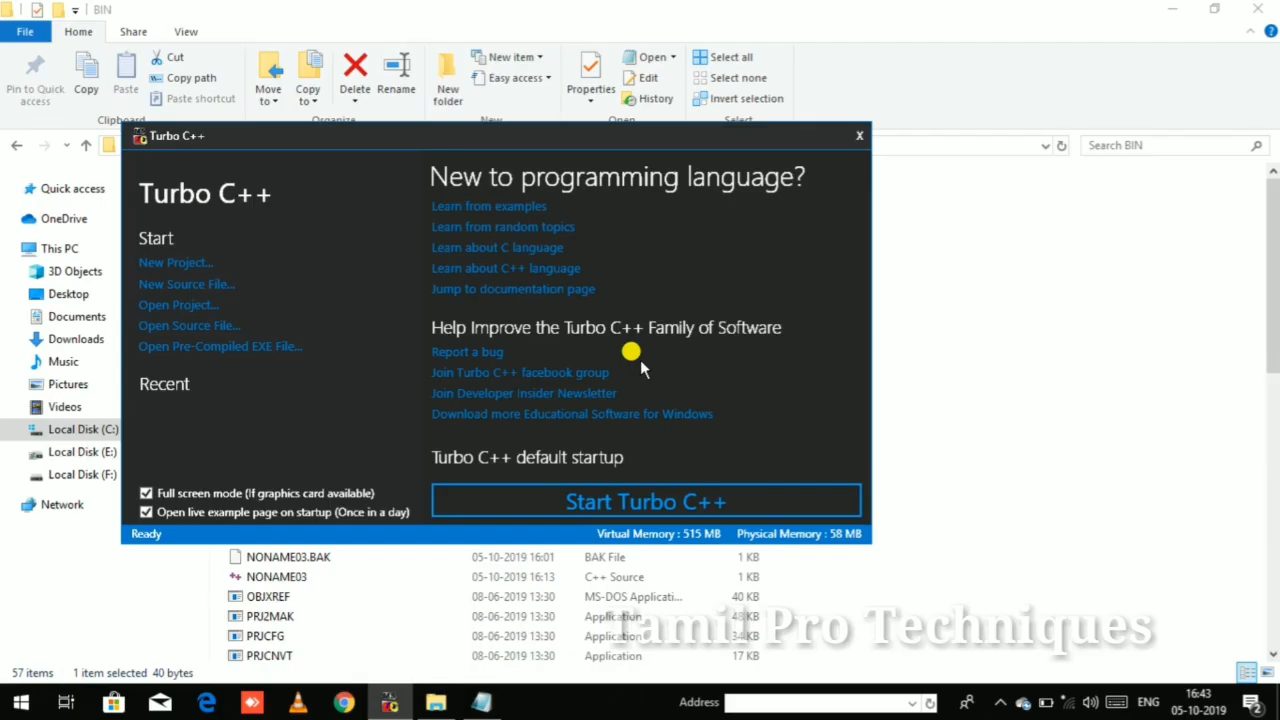 BIN
File Home Share View
Pin to Quick access
Copy
Paste
Cut
Copy path
Paste shortcut
Clipboard
Move to
Copy to
Delete
Rename
Organize
New folder
New item
Easy access
New
Properties
Open
Edit
History
Open
Select all
Select none
Invert selection
Select
Search BIN
Quick access
OneDrive
This PC
3D Objects
Desktop
Documents
Downloads
Music
Pictures
Videos
Local Disk (C:)
Local Disk (E:)
Local Disk (F:)
Network
Turbo C++ x
Turbo C++
Start
New Project...
New Source File...
Open Project...
Open Source File...
Open Pre-Compiled EXE File...
Recent
Full screen mode (If graphics card available)
Open live example page on startup (Once in a day)
New to programming language?
Learn from examples
Learn from random topics
Learn about C language
Learn about C++ language
Jump to documentation page
Help Improve the Turbo C++ Family of Software
Report a bug
Join Turbo C++ facebook group
Join Developer Insider Newsletter
Download more Educational Software for Windows
Turbo C++ default startup
Start Turbo C++
Ready Virtual Memory : 515 MB Physical Memory : 58 MB
NONAME03.BAK 05-10-2019 16:01 BAK File 1 KB
NONAME03 05-10-2019 16:13 C++ Source 1 KB
OBJXREF 08-06-2019 13:30 MS-DOS Applicati... 40 KB
PRJ2MAK 08-06-2019 13:30 Application 48 KB
PRJCFG 08-06-2019 13:30 Application 34 KB
PRJCNVT 08-06-2019 13:30 Application 17 KB
Tamil Pro Techniques
57 items 1 item selected 40 bytes
Address
ENG
16:43
05-10-2019
2